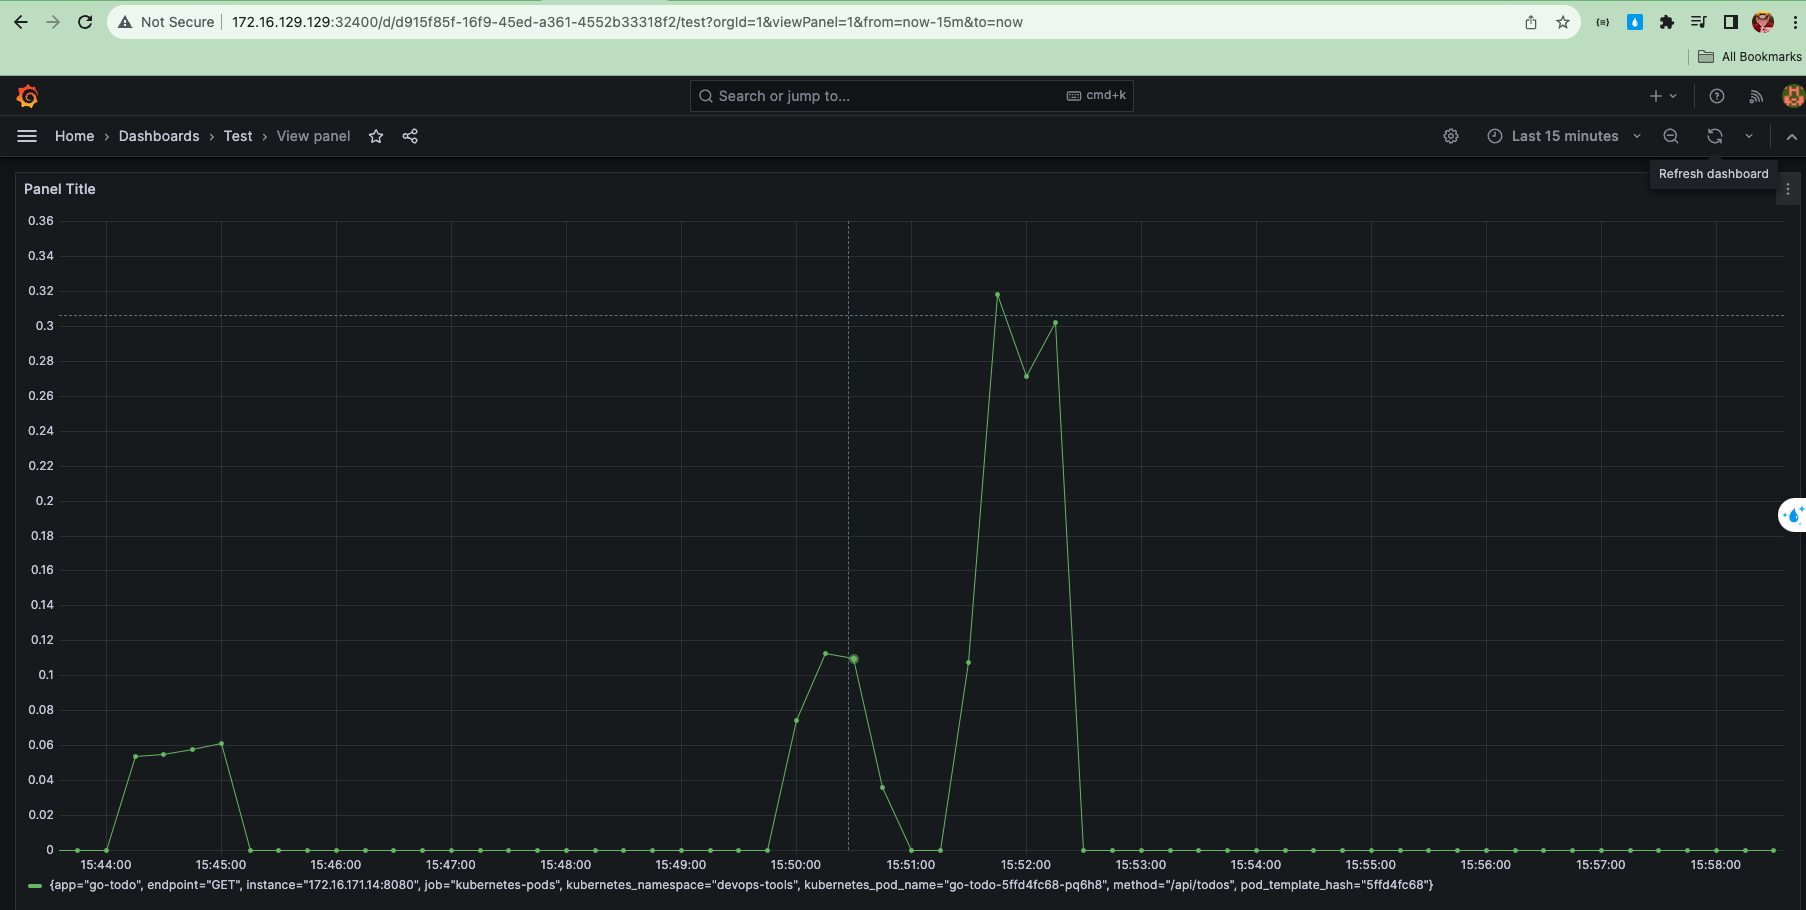 Not Secure 172.16.129.129:32400/d/d915f85f-16f9-45ed-a361-4552b33318f2/test?orgId=1&viewPanel=1&from=now-15m&to=now
All Bookmarks
Search or jump to... cmd+k
Home › Dashboards › Test › View panel
Last 15 minutes
Refresh dashboard
Panel Title
0.36
0.34
0.32
0.3
0.28
0.26
0.24
0.22
0.2
0.18
0.16
0.14
0.12
0.1
0.08
0.06
0.04
0.02
0
15:44:00 15:45:00 15:46:00 15:47:00 15:48:00 15:49:00 15:50:00 15:51:00 15:52:00 15:53:00 15:54:00 15:55:00 15:56:00 15:57:00 15:58:00
{app="go-todo", endpoint="GET", instance="172.16.171.14:8080", job="kubernetes-pods", kubernetes_namespace="devops-tools", kubernetes_pod_name="go-todo-5ffd4fc68-pq6h8", method="/api/todos", pod_template_hash="5ffd4fc68"}